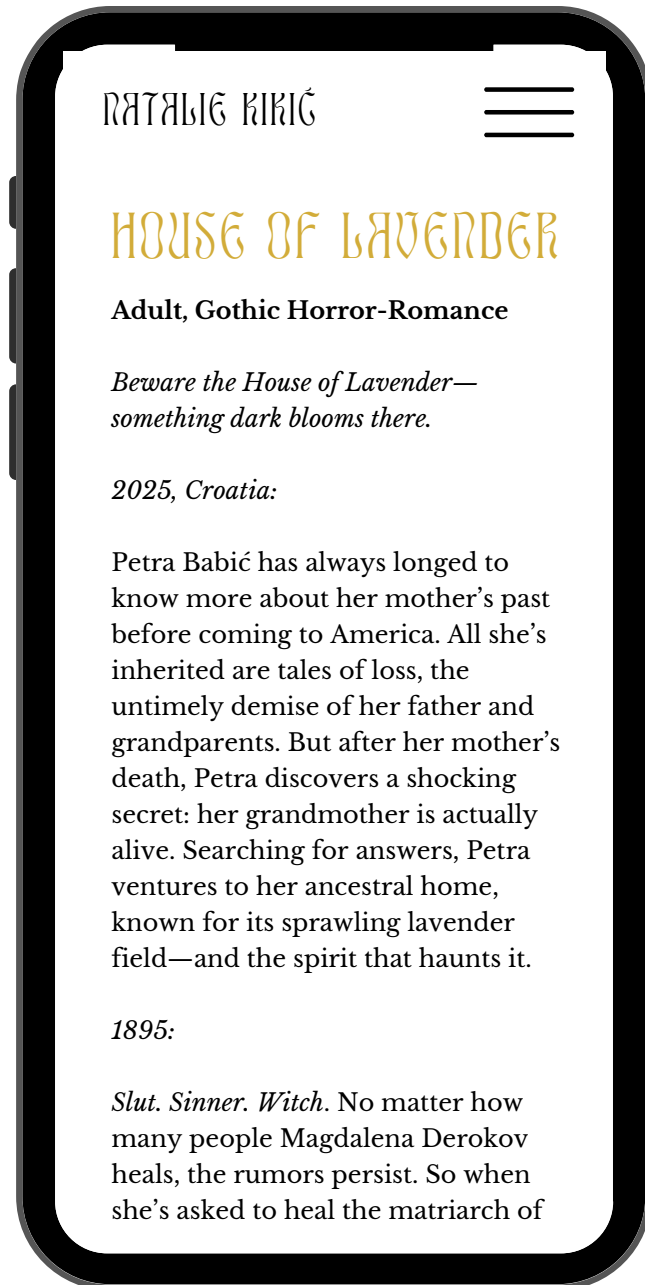 NATALIE KIKIĆ
HOUSE OF LAVENDER
Adult, Gothic Horror-Romance
Beware the House of Lavender—
something dark blooms there.
2025, Croatia:
Petra Babić has always longed to
know more about her mother’s past
before coming to America. All she’s
inherited are tales of loss, the
untimely demise of her father and
grandparents. But after her mother’s
death, Petra discovers a shocking
secret: her grandmother is actually
alive. Searching for answers, Petra
ventures to her ancestral home,
known for its sprawling lavender
field—and the spirit that haunts it.
1895:
Slut. Sinner. Witch. No matter how
many people Magdalena Derokov
heals, the rumors persist. So when
she’s asked to heal the matriarch of